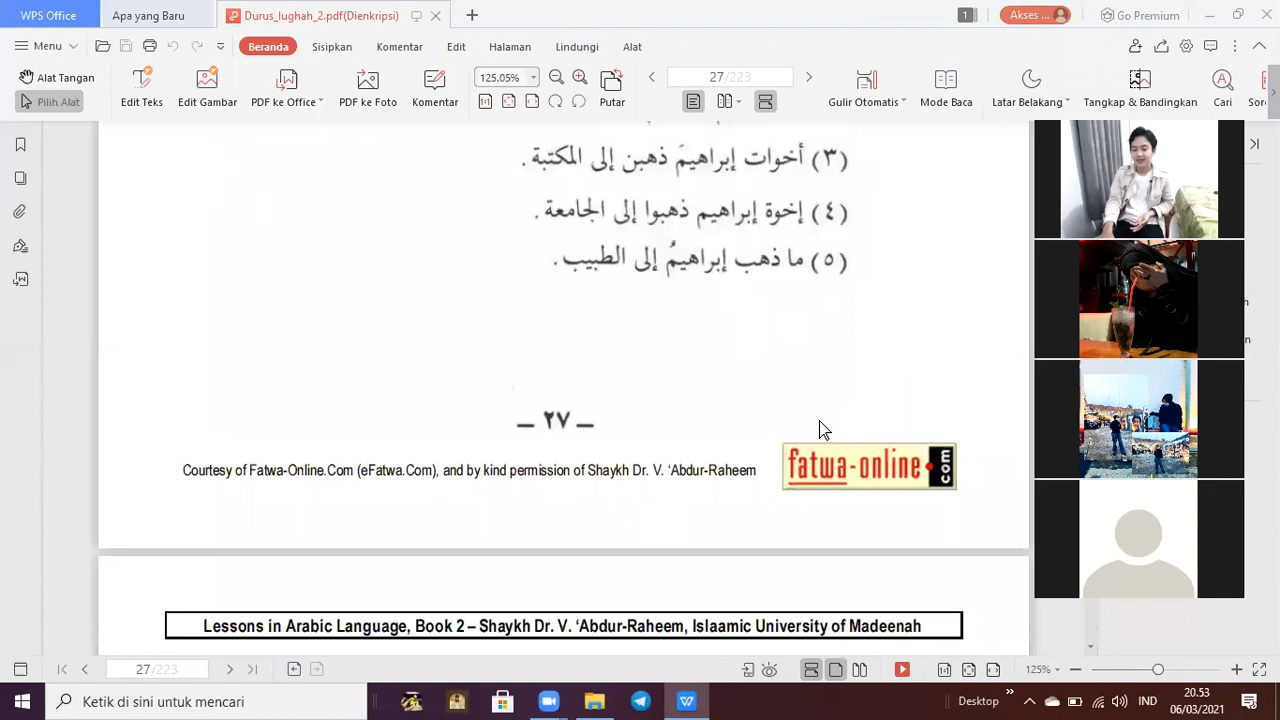 WPS Office
Apa yang Baru
Durus_lughah_2.pdf(Dienkripsi)
1
Akses ...
Go Premium
Menu
Beranda
Sisipkan
Komentar
Edit
Halaman
Lindungi
Alat
Alat Tangan
Pilih Alat
Edit Teks
Edit Gambar
PDF ke Office
PDF ke Foto
Komentar
125.05%
Putar
27/223
Gulir Otomatis
Mode Baca
Latar Belakang
Tangkap & Bandingkan
Cari
(٣) أخوات إبراهيمَ ذهبن إلى المكتبة .
(٤) إخوة إبراهيم ذهبوا إلى الجامعة .
(٥) ما ذهب إبراهيمُ إلى الطبيب .
– ٢٧ –
Courtesy of Fatwa-Online.Com (eFatwa.Com), and by kind permission of Shaykh Dr. V. ‘Abdur-Raheem
fatwa-online.com
Lessons in Arabic Language, Book 2 – Shaykh Dr. V. ‘Abdur-Raheem, Islaamic University of Madeenah
27/223
125%
Ketik di sini untuk mencari
Desktop
IND
20.53
06/03/2021